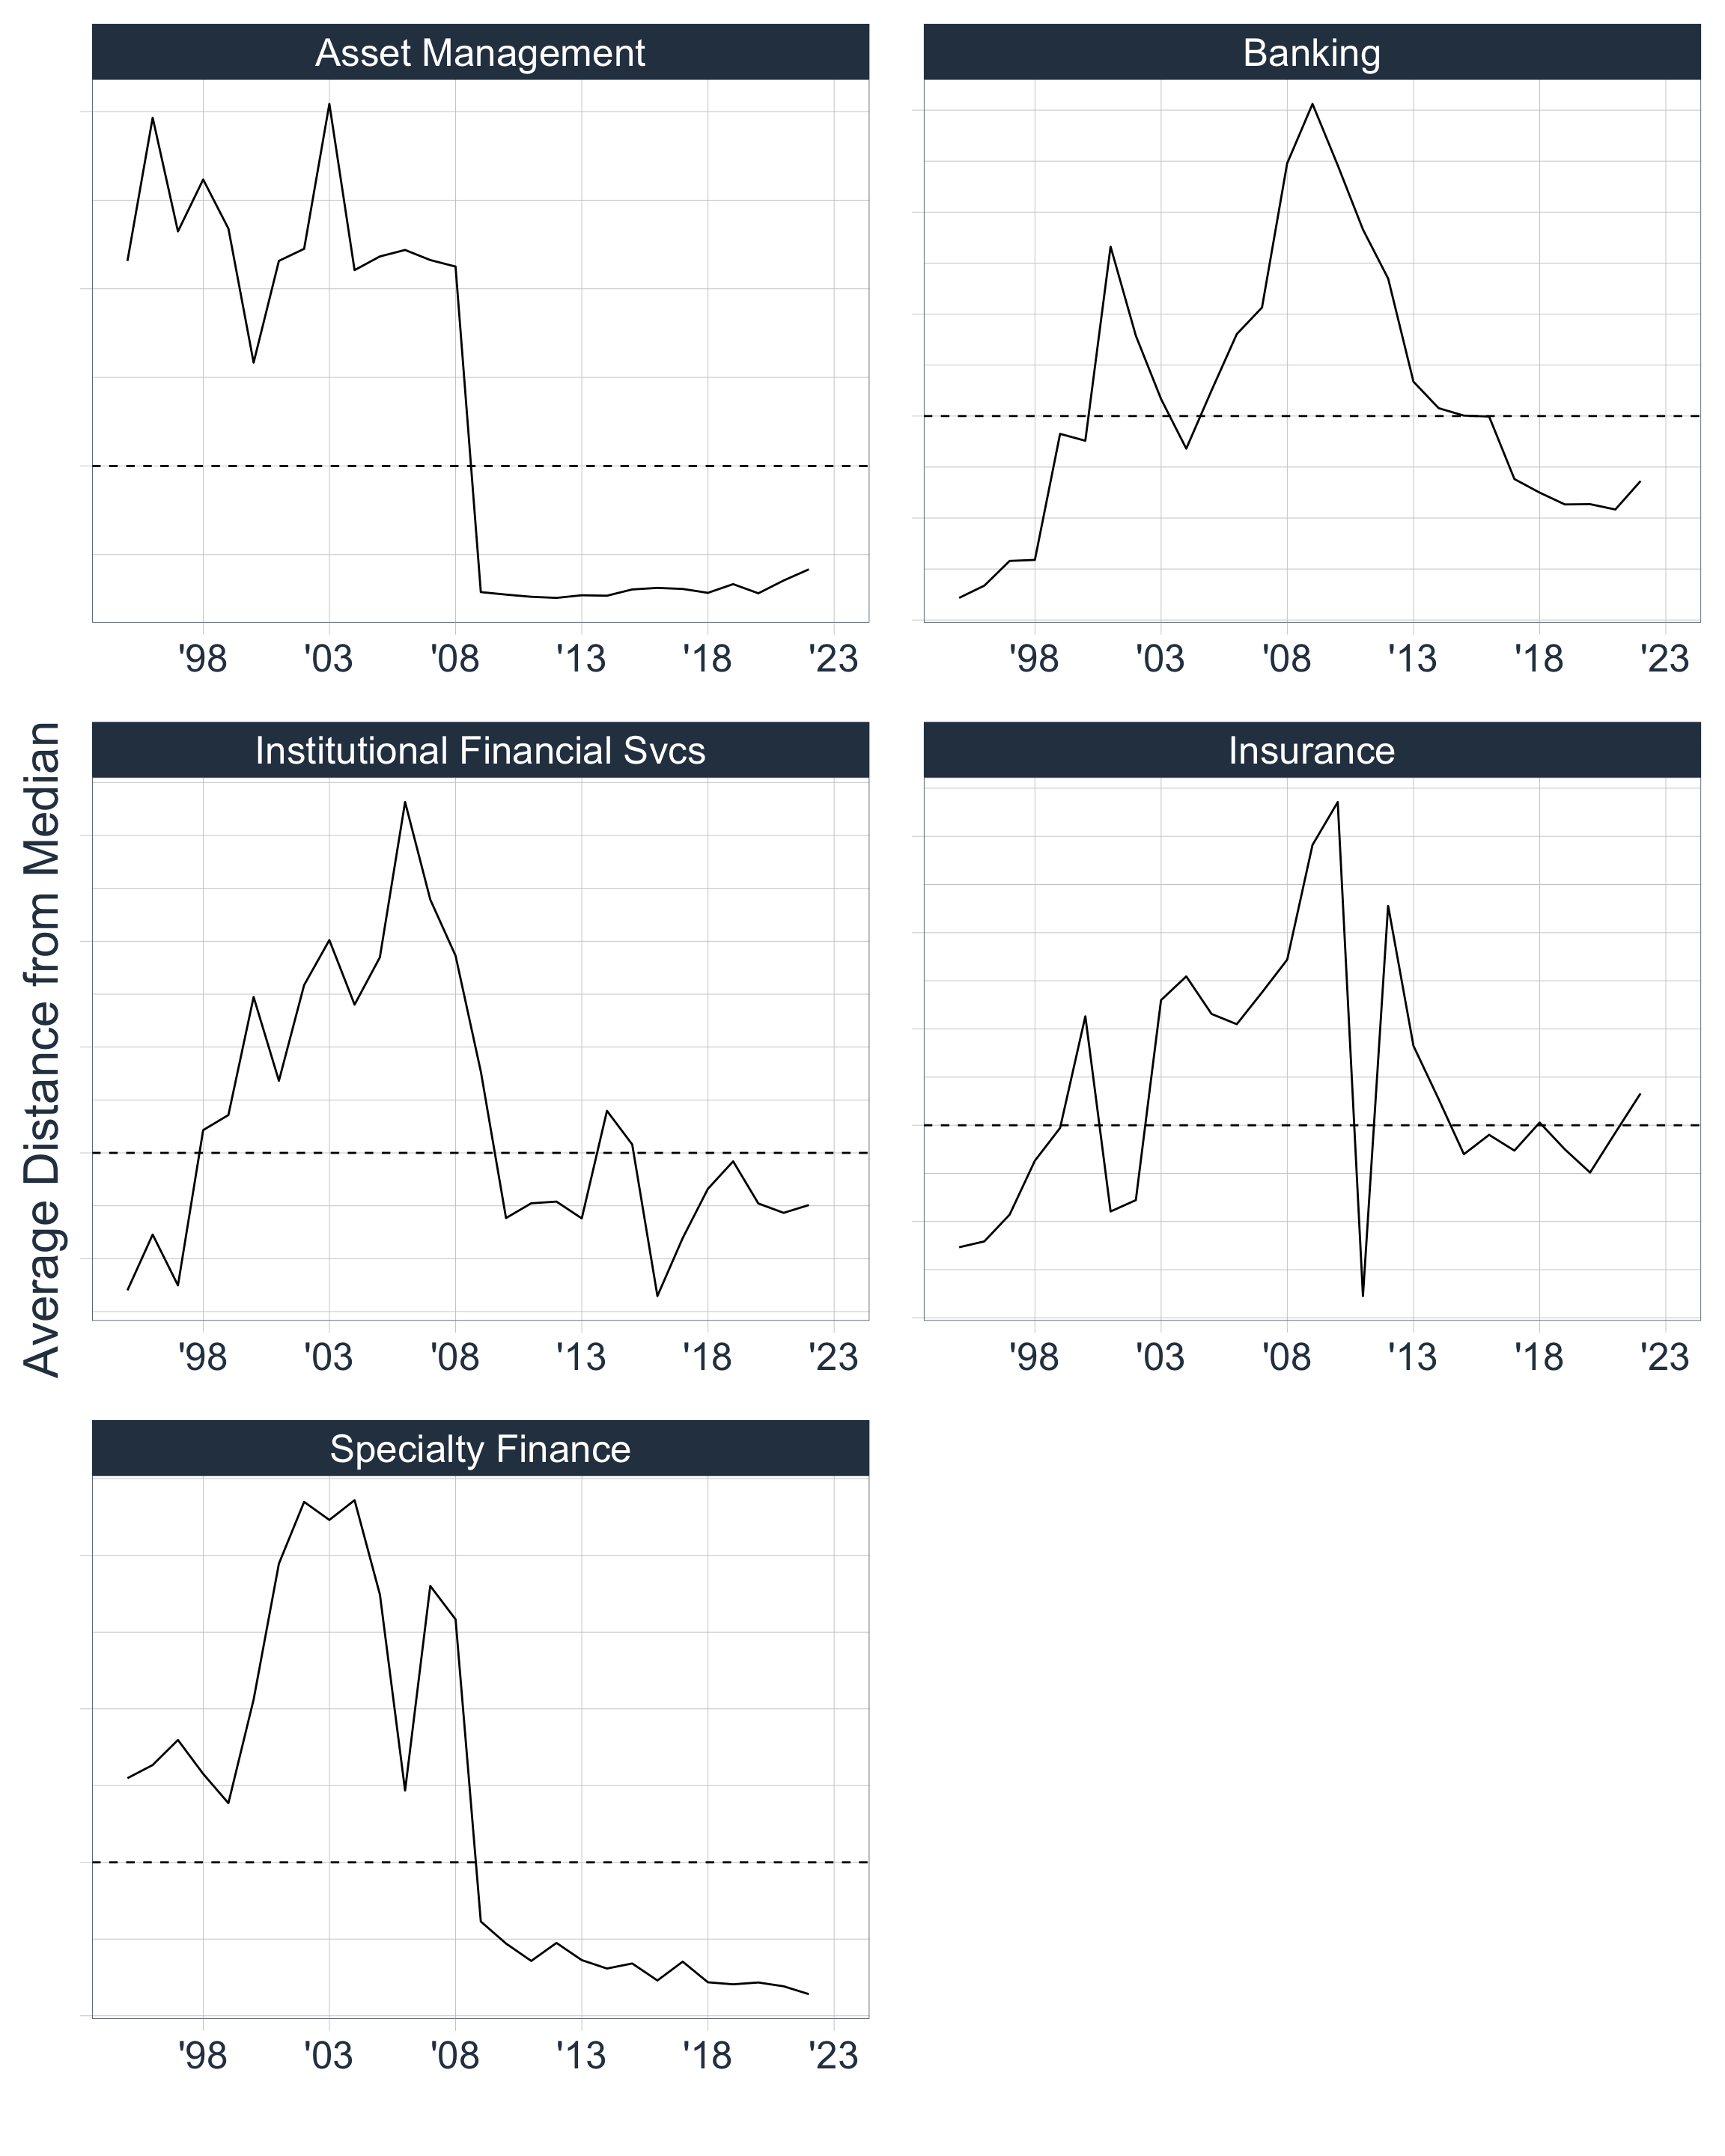 Asset Management
Banking
'98 '03 '08 '13 '18 '23
'98 '03 '08 '13 '18 '23
Average Distance from Median
Institutional Financial Svcs
Insurance
'98 '03 '08 '13 '18 '23
'98 '03 '08 '13 '18 '23
Specialty Finance
'98 '03 '08 '13 '18 '23